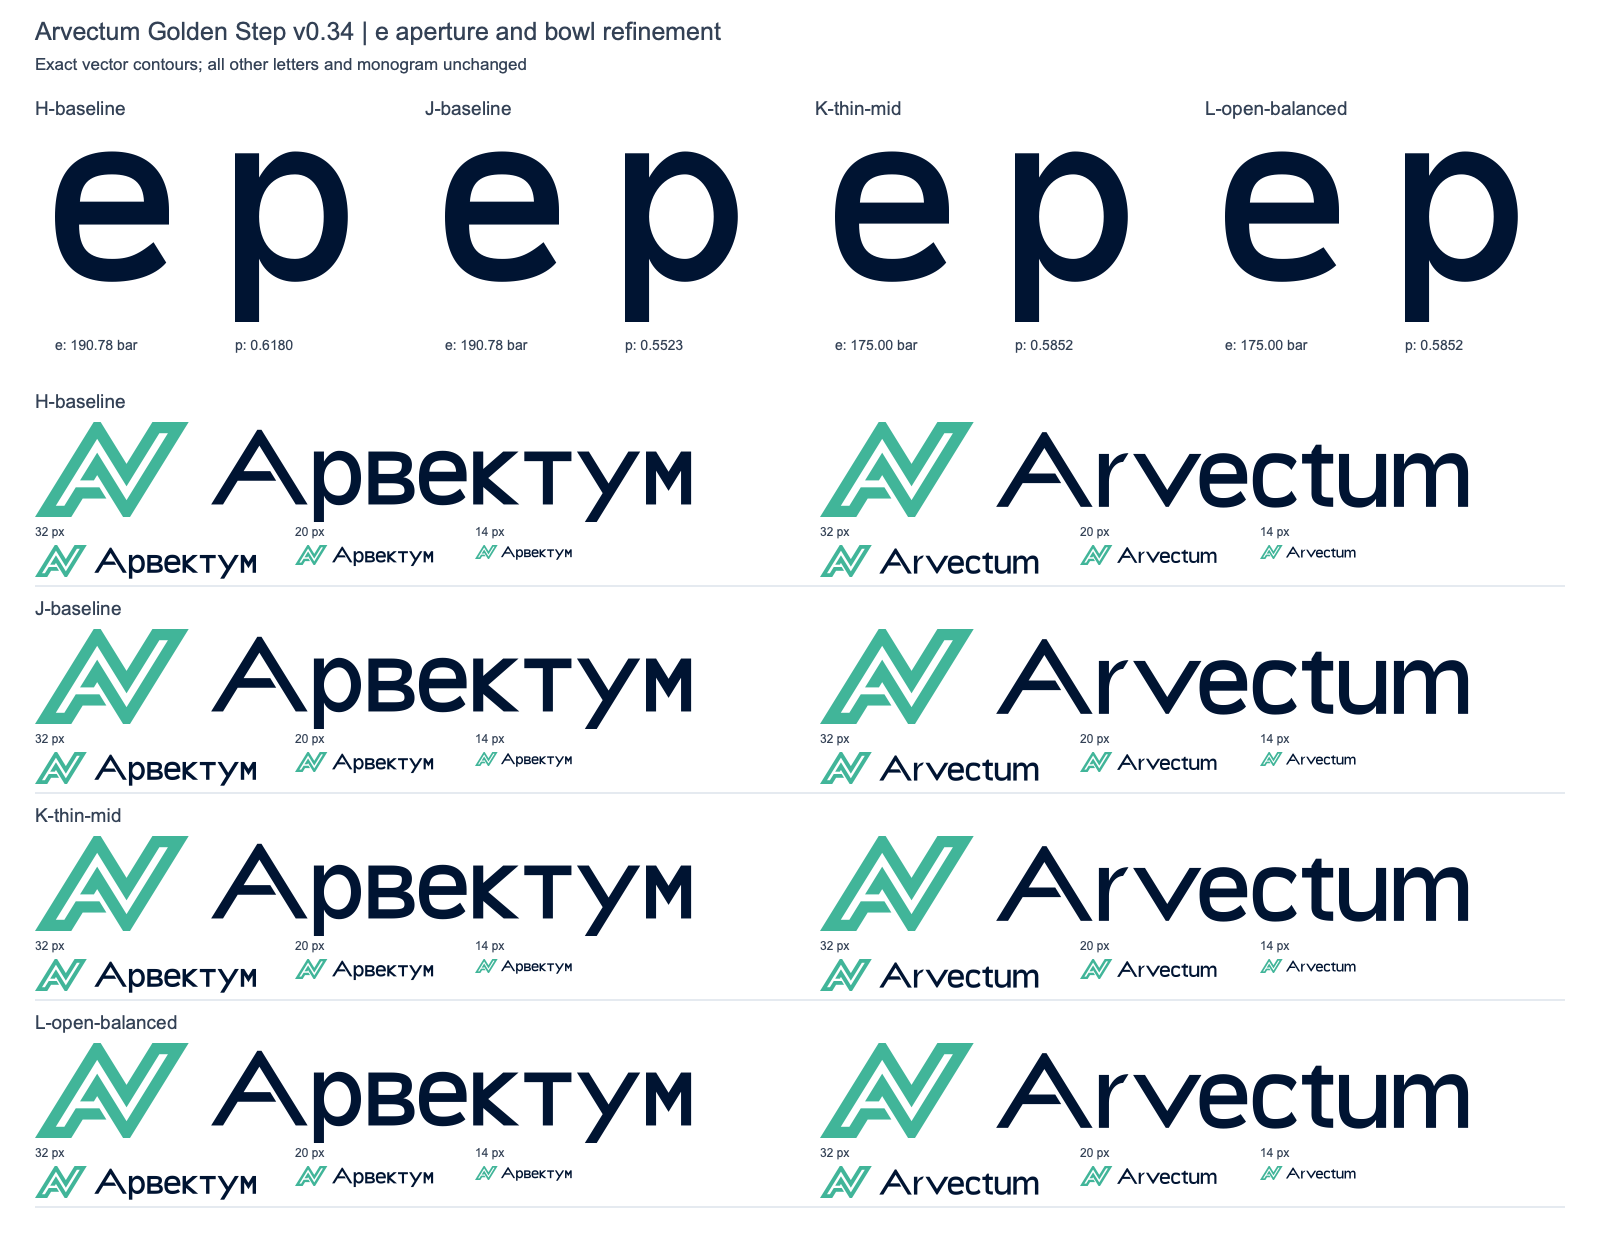 Arvectum Golden Step v0.34 | e aperture and bowl refinement
Exact vector contours; all other letters and monogram unchanged
H-baseline J-baseline K-thin-mid L-open-balanced
e p e p e p e p
e: 190.78 bar p: 0.6180 e: 190.78 bar p: 0.5523 e: 175.00 bar p: 0.5852 e: 175.00 bar p: 0.5852
H-baseline
Арвектум Arvectum
32 px 20 px 14 px 32 px 20 px 14 px
Арвектум Арвектум Арвектум Arvectum Arvectum Arvectum
J-baseline
Арвектум Arvectum
32 px 20 px 14 px 32 px 20 px 14 px
Арвектум Арвектум Арвектум Arvectum Arvectum Arvectum
K-thin-mid
Арвектум Arvectum
32 px 20 px 14 px 32 px 20 px 14 px
Арвектум Арвектум Арвектум Arvectum Arvectum Arvectum
L-open-balanced
Арвектум Arvectum
32 px 20 px 14 px 32 px 20 px 14 px
Арвектум Арвектум Арвектум Arvectum Arvectum Arvectum